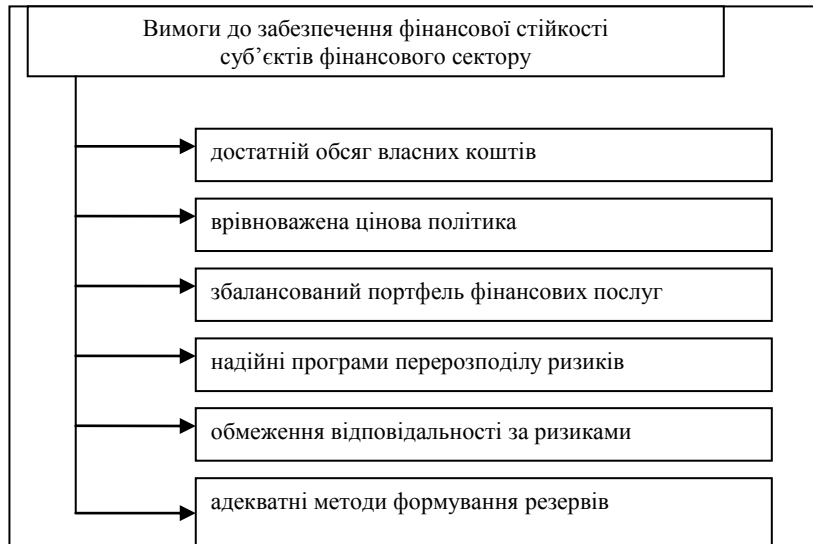 Вимоги до забезпечення фінансової стійкості
суб’єктів фінансового сектору
достатній обсяг власних коштів
врівноважена цінова політика
збалансований портфель фінансових послуг
надійні програми перерозподілу ризиків
обмеження відповідальності за ризиками
адекватні методи формування резервів